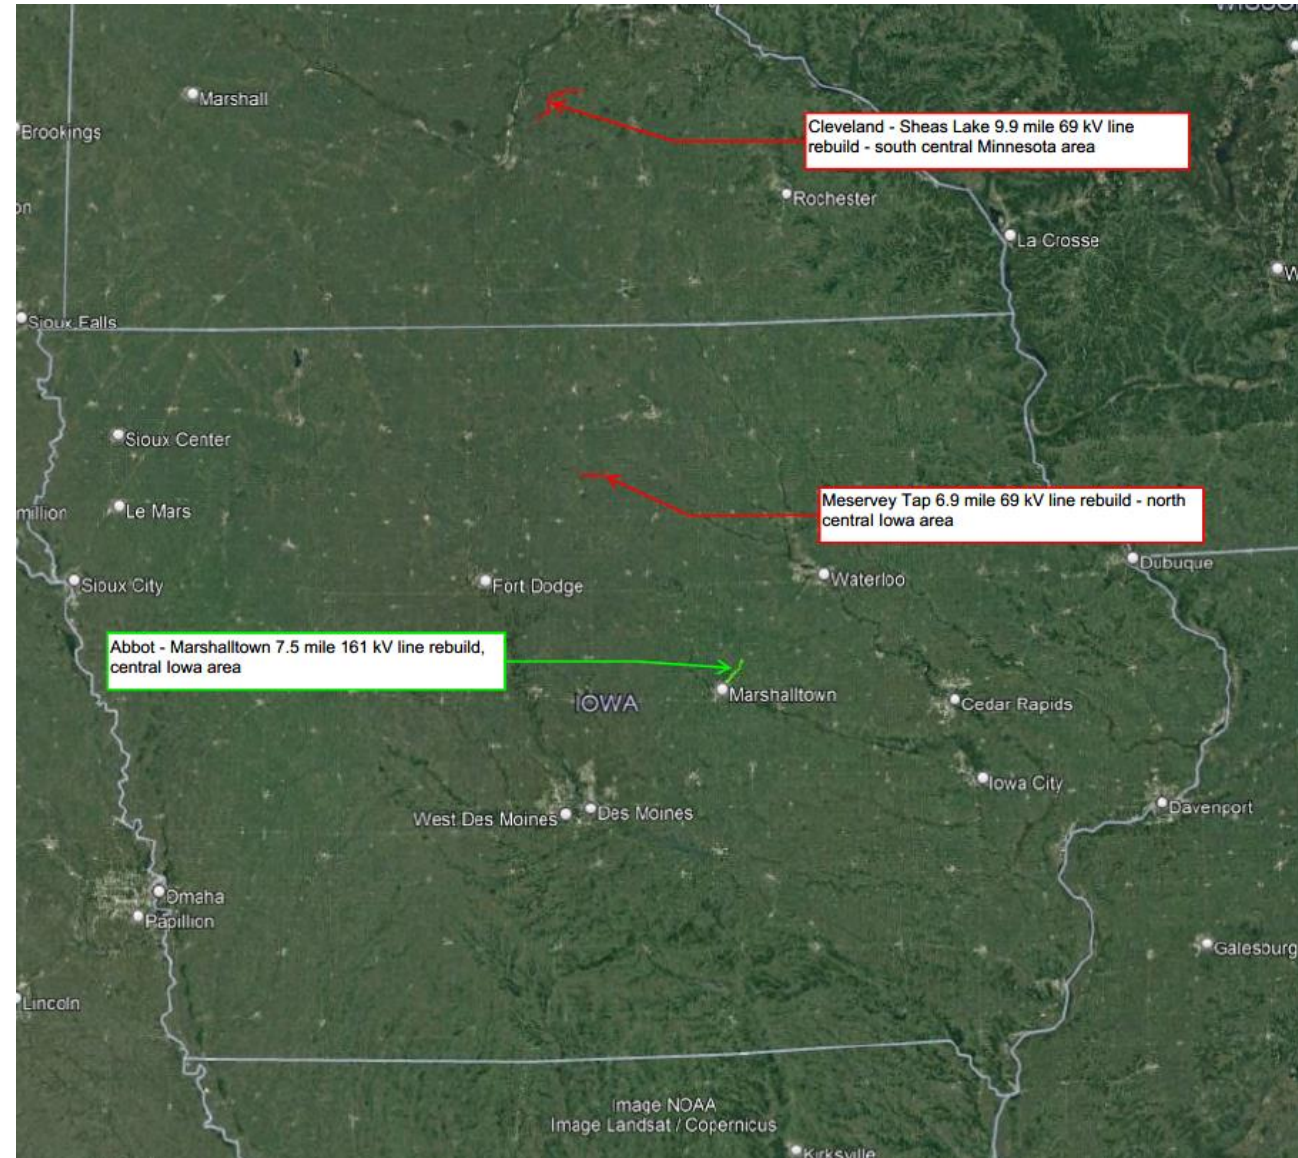 Marshall
Brookings
Cleveland - Sheas Lake 9.9 mile 69 kV line
rebuild - south central Minnesota area
Rochester
La Crosse
Sioux Falls
Sioux Center
Le Mars
Meservey Tap 6.9 mile 69 kV line rebuild - north
central Iowa area
Dubuque
Sioux City
Fort Dodge
Waterloo
Abbot - Marshalltown 7.5 mile 161 kV line rebuild,
central Iowa area
IOWA
Marshalltown
Cedar Rapids
Iowa City
West Des Moines
Des Moines
Davenport
Omaha
Papillion
Galesburg
Lincoln
Image NOAA
Image Landsat / Copernicus
Kirksville